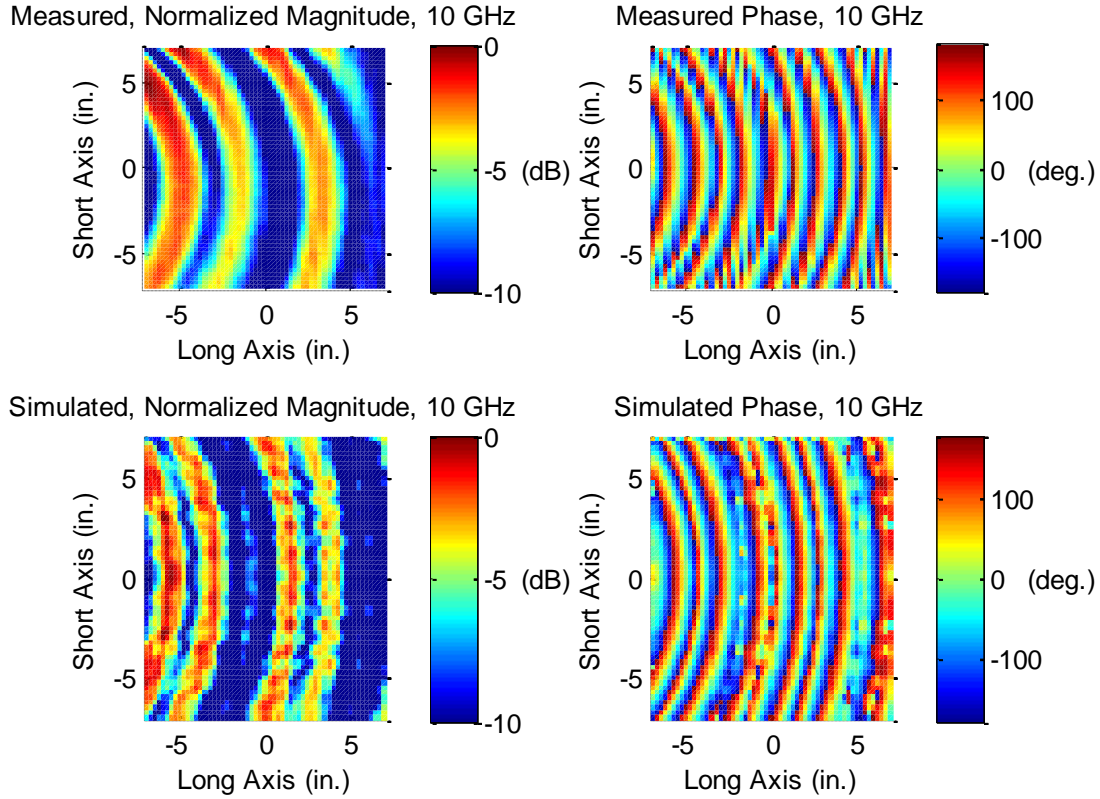 Measured, Normalized Magnitude, 10 GHz
0
5
0
-5
Short Axis (in.)
-5
(dB)
-10
-5 0 5
Long Axis (in.)
Measured Phase, 10 GHz
5
0
-5
Short Axis (in.)
100
0
-100
(deg.)
-5 0 5
Long Axis (in.)
Simulated, Normalized Magnitude, 10 GHz
0
5
0
-5
Short Axis (in.)
-5
(dB)
-10
-5 0 5
Long Axis (in.)
Simulated Phase, 10 GHz
5
0
-5
Short Axis (in.)
100
0
-100
(deg.)
-5 0 5
Long Axis (in.)